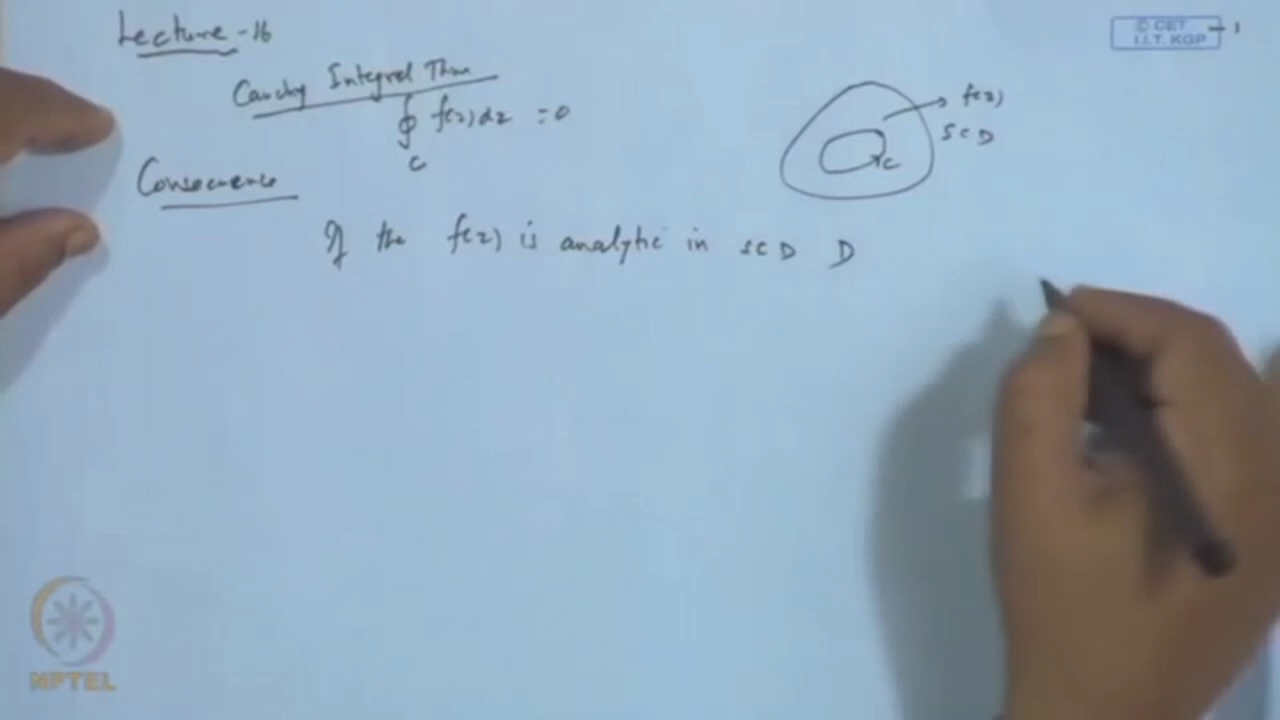 Lecture-16
© CET
I.I.T. KGP
Cauchy Integral Thm
∮ f(z)dz = 0
C
f(z)
SCD
C
Consequence
If the f(z) is analytic in SCD D
NPTEL